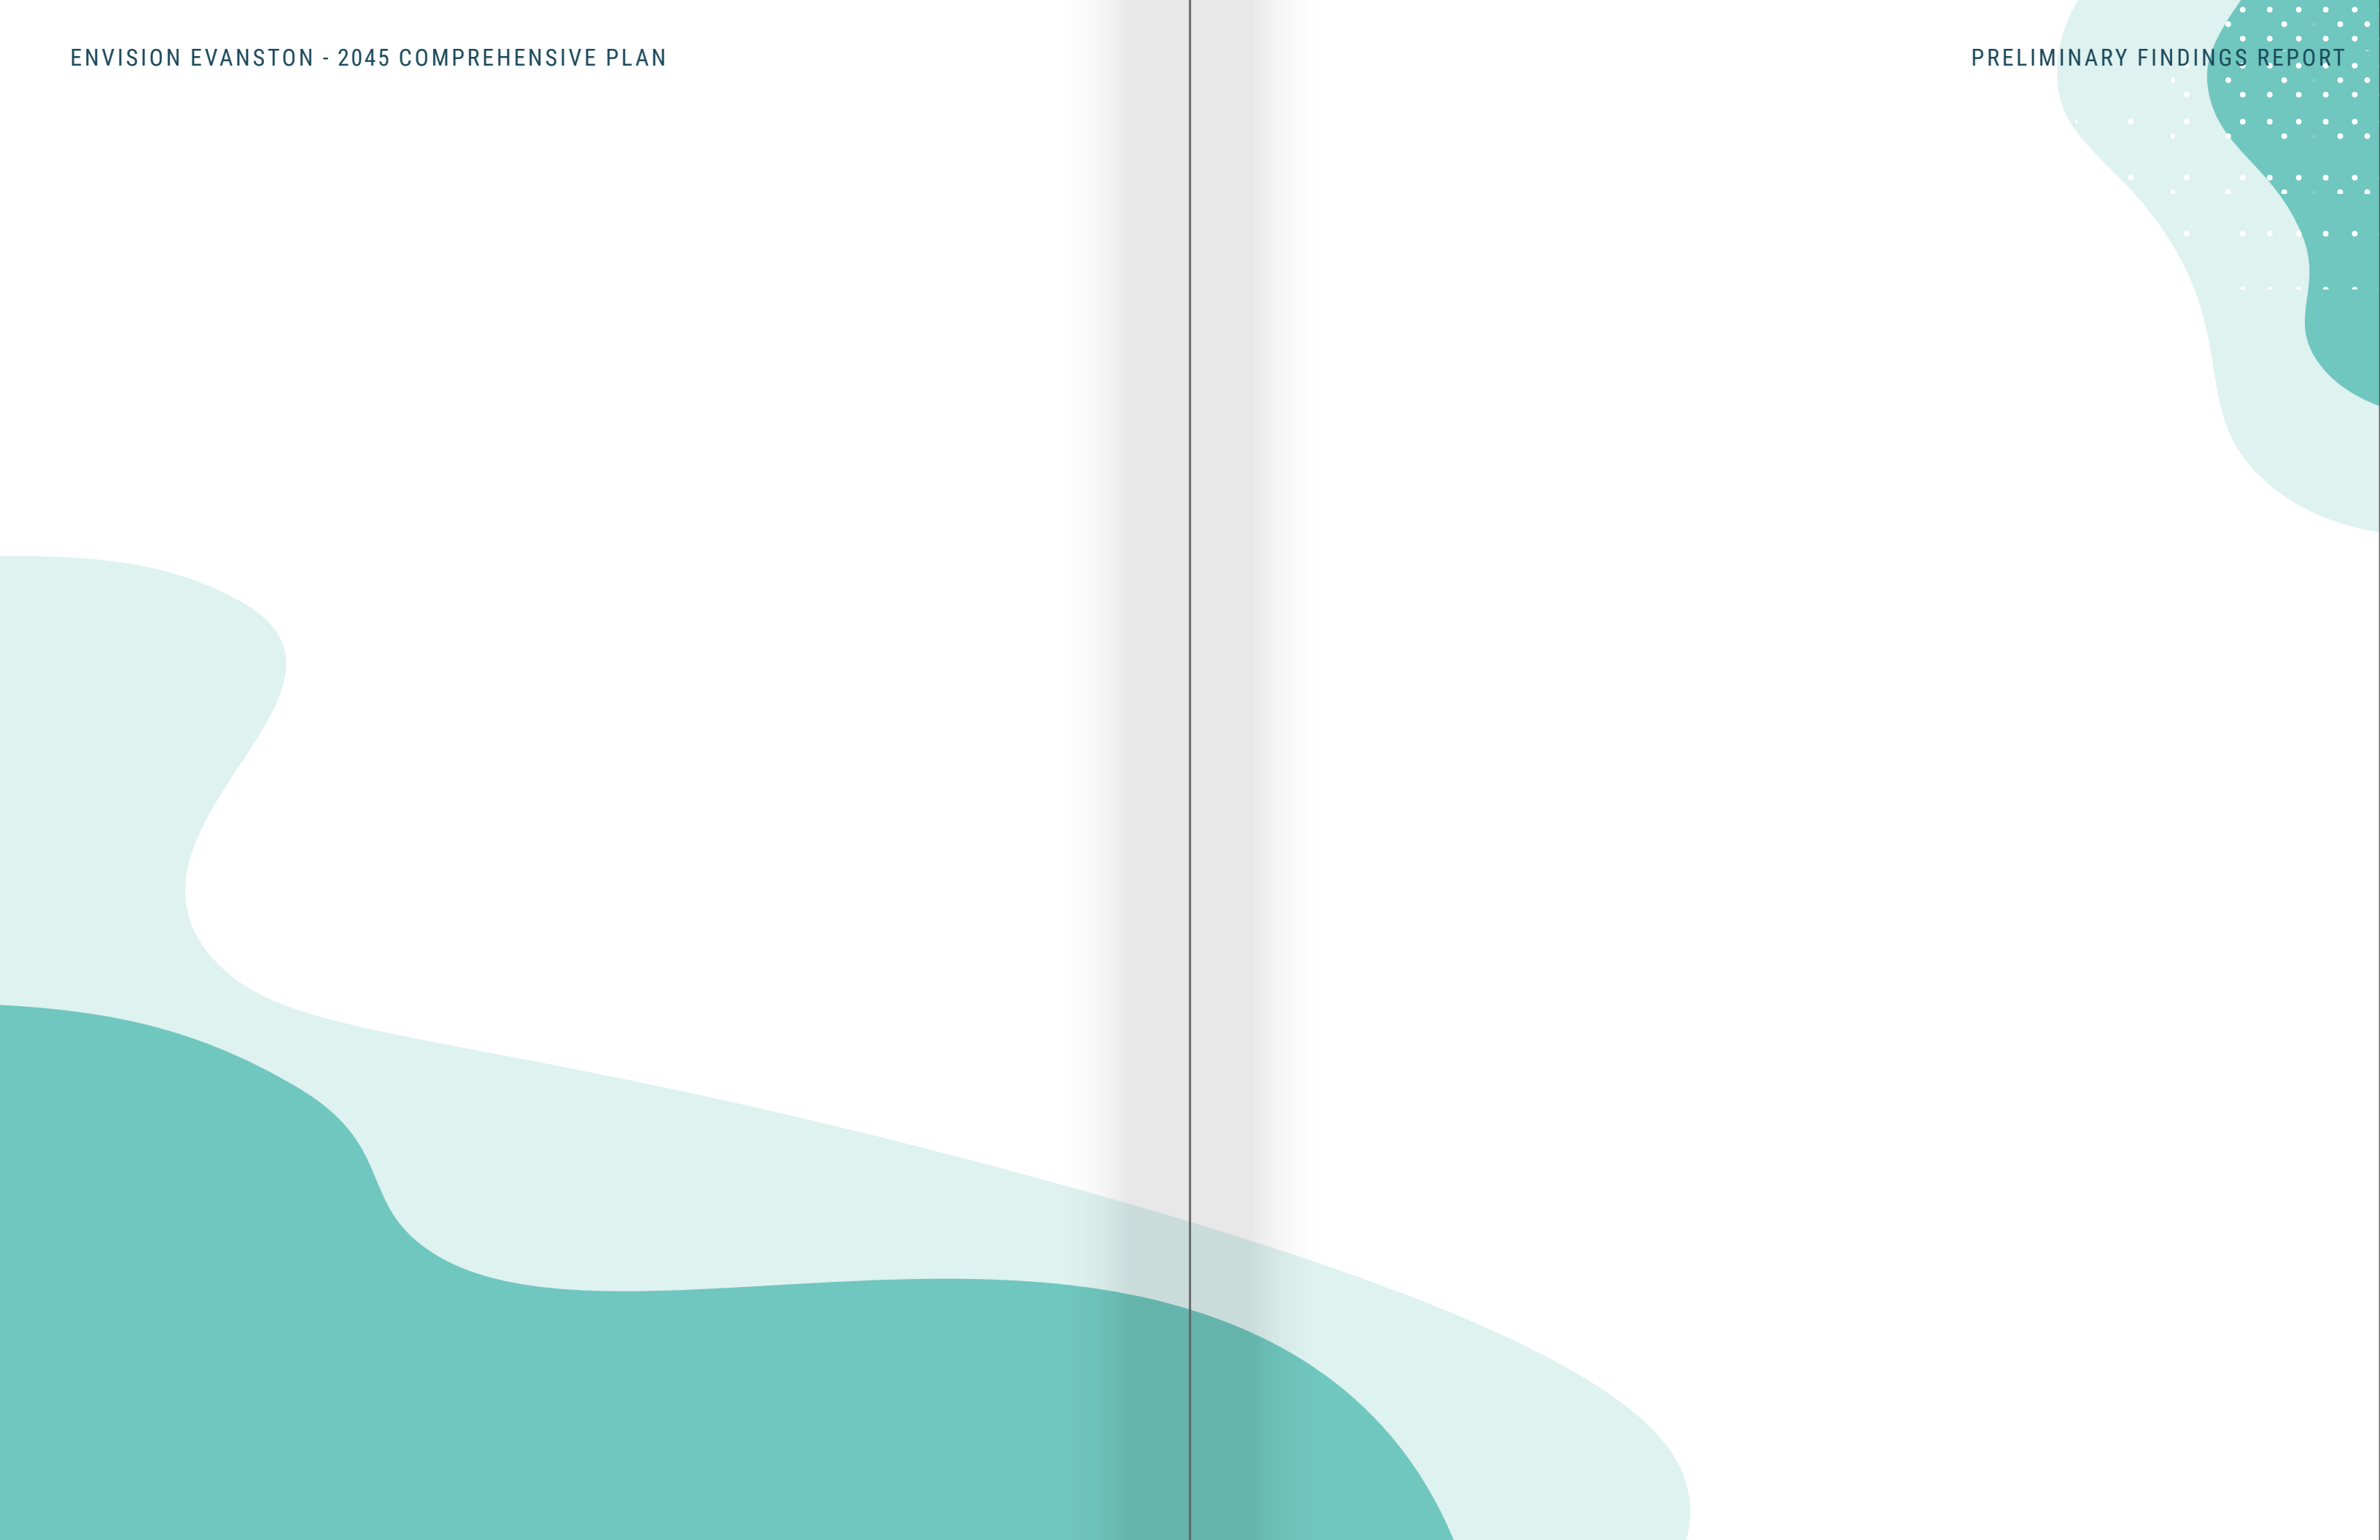 ENVISION EVANSTON - 2045 COMPREHENSIVE PLAN
PRELIMINARY FINDINGS REPORT